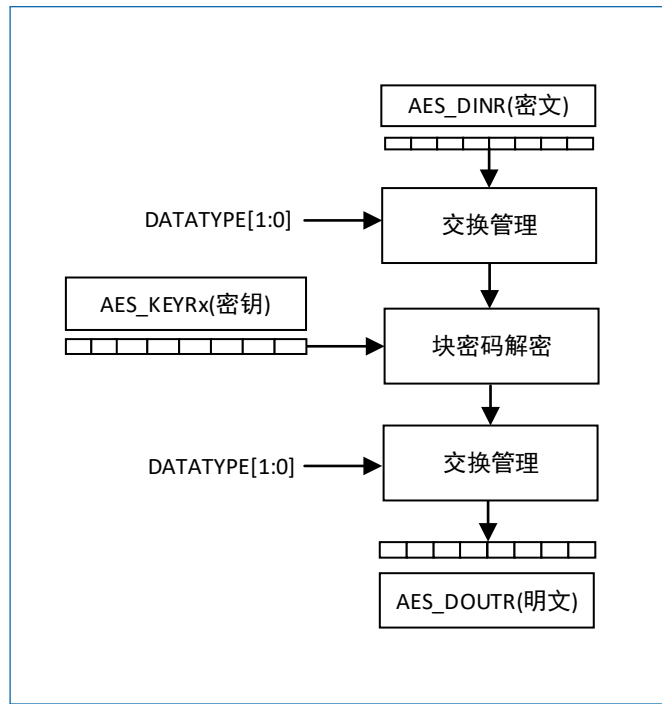 AES_DINR(密文)
DATATYPE[1:0]
交换管理
AES_KEYRx(密钥)
块密码解密
DATATYPE[1:0]
交换管理
AES_DOUTR(明文)